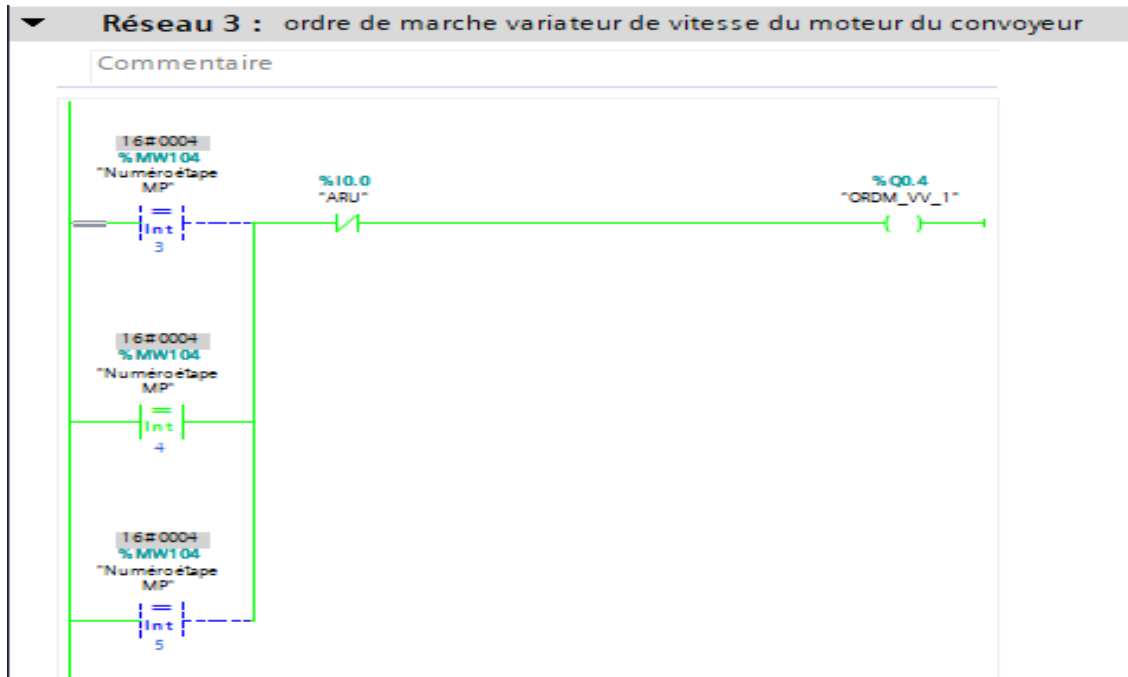 Réseau 3 : ordre de marche variateur de vitesse du moteur du convoyeur
Commentaire
16#0004
%MW104
"Numéroétape
MP"
%I0.0
"ARU"
%Q0.4
"ORDM_VV_1"
==
Int
3
16#0004
%MW104
"Numéroétape
MP"
==
Int
4
16#0004
%MW104
"Numéroétape
MP"
==
Int
5